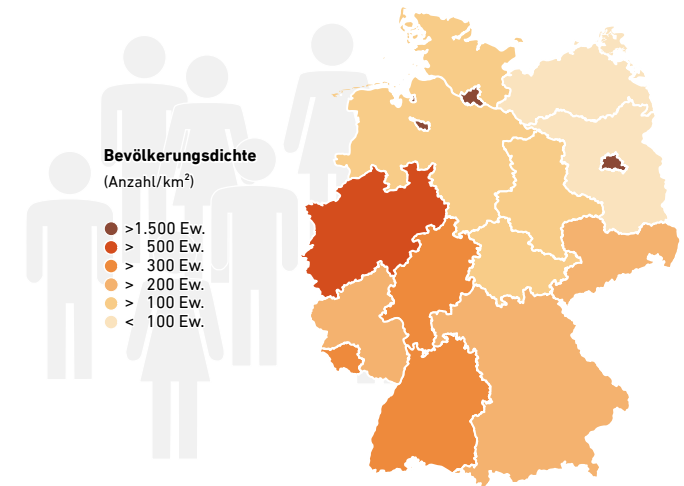 Bevölkerungsdichte
(Anzahl/km²)
>1.500 Ew.
> 500 Ew.
> 300 Ew.
> 200 Ew.
> 100 Ew.
< 100 Ew.